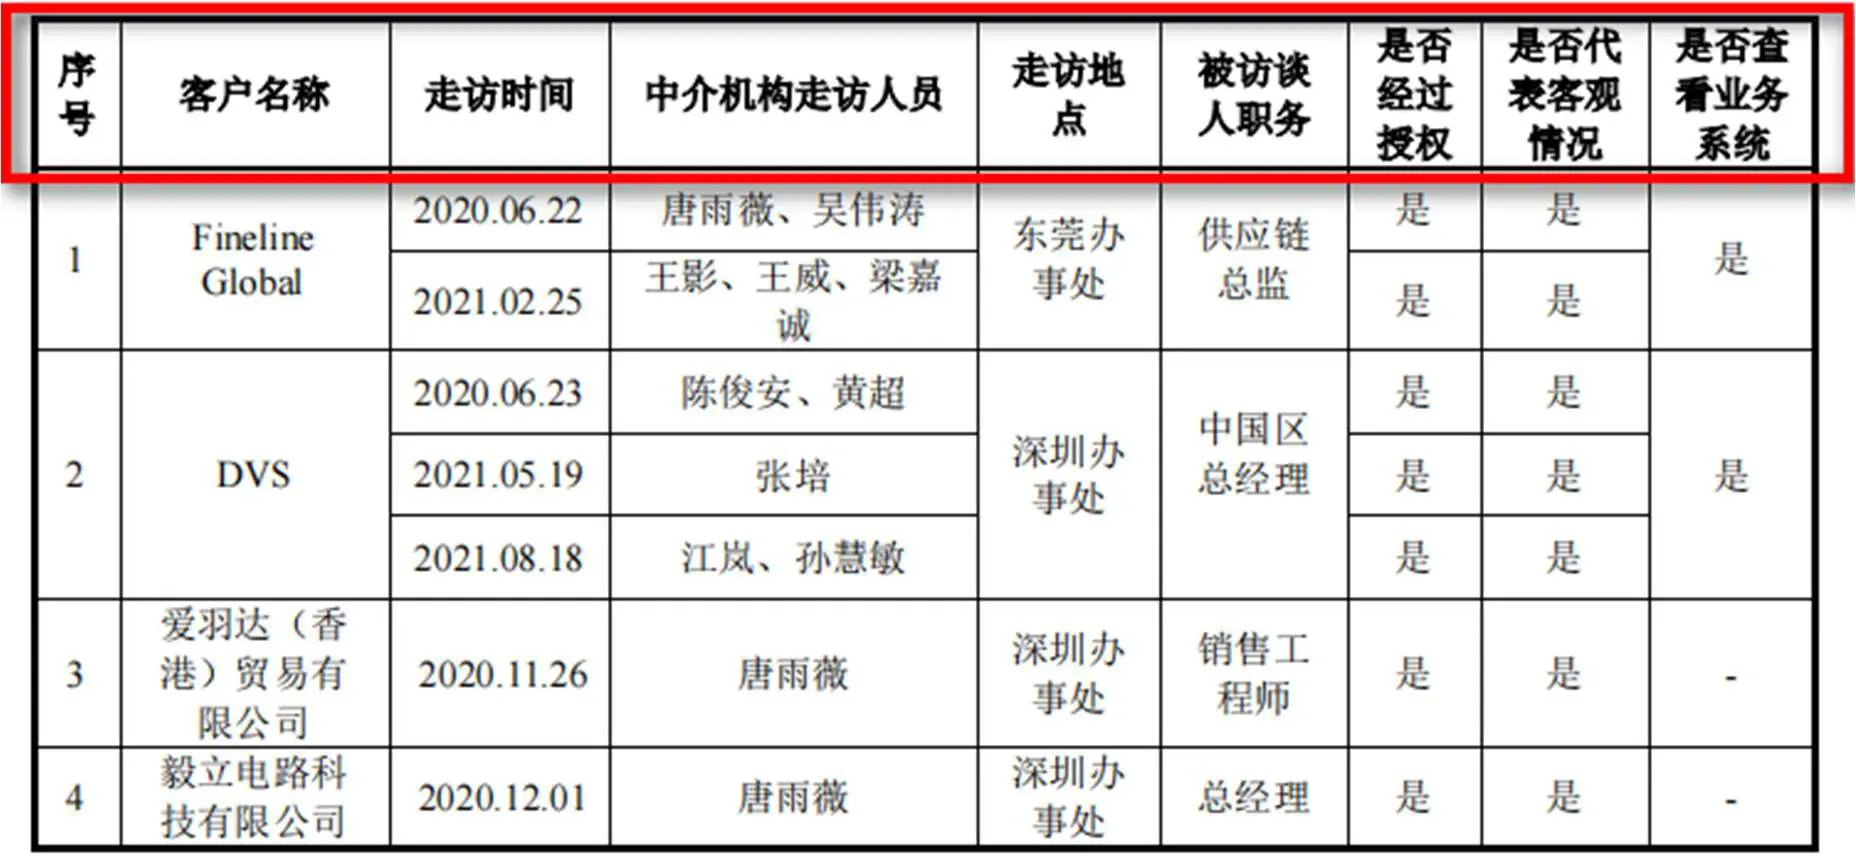 序号 客户名称 走访时间 中介机构走访人员 走访地点 被访谈人职务 是否经过授权 是否代表客观情况 是否查看业务系统
1 Fineline Global 2020.06.22 唐雨薇、吴伟涛 东莞办事处 供应链总监 是 是 是
2021.02.25 王影、王威、梁嘉诚 是 是
2 DVS 2020.06.23 陈俊安、黄超 深圳办事处 中国区总经理 是 是 是
2021.05.19 张培 是 是
2021.08.18 江岚、孙慧敏 是 是
3 爱羽达（香港）贸易有限公司 2020.11.26 唐雨薇 深圳办事处 销售工程师 是 是 -
4 毅立电路科技有限公司 2020.12.01 唐雨薇 深圳办事处 总经理 是 是 -